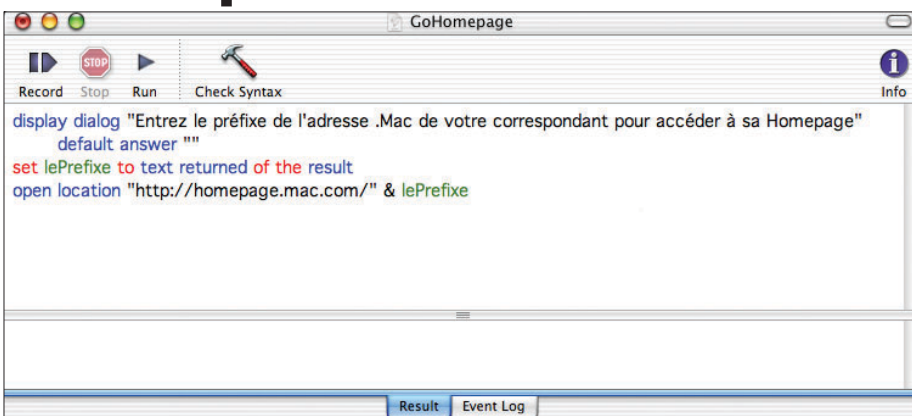 GoHomepage
STOP
Record Stop Run Check Syntax Info
display dialog "Entrez le préfixe de l'adresse .Mac de votre correspondant pour accéder à sa Homepage"
default answer ""
set lePrefixe to text returned of the result
open location "http://homepage.mac.com/" & lePrefixe
Result Event Log